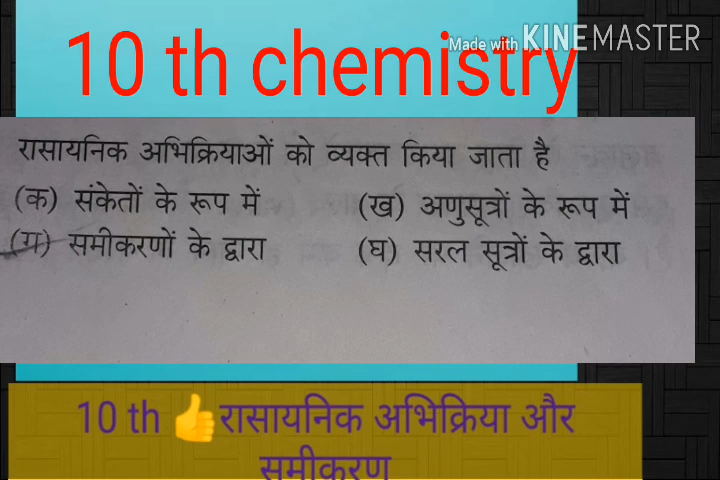 Made with KINEMASTER
10 th chemistry
रासायनिक अभिक्रियाओं को व्यक्त किया जाता है
(क) संकेतों के रूप में (ख) अणुसूत्रों के रूप में
(ग) समीकरणों के द्वारा (घ) सरल सूत्रों के द्वारा
10 th 👍रासायनिक अभिक्रिया और
समीकरण